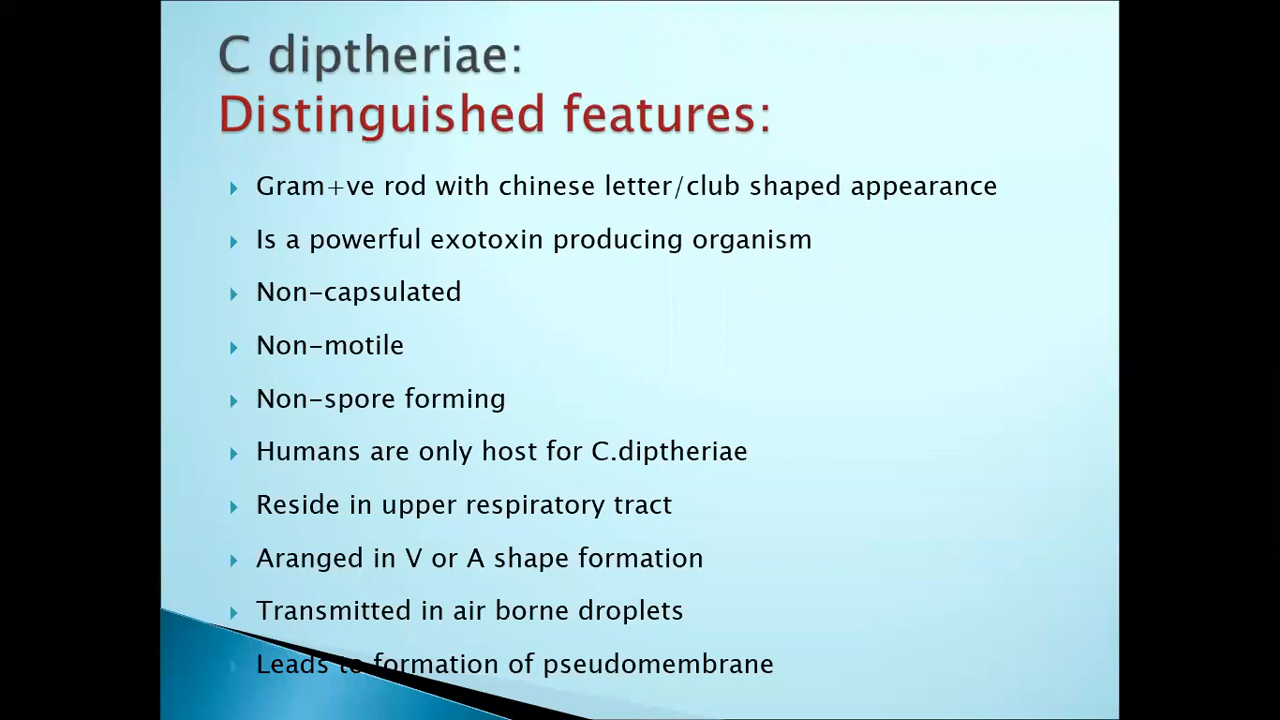 C diptheriae:
Distinguished features:
Gram+ve rod with chinese letter/club shaped appearance
Is a powerful exotoxin producing organism
Non-capsulated
Non-motile
Non-spore forming
Humans are only host for C.diptheriae
Reside in upper respiratory tract
Aranged in V or A shape formation
Transmitted in air borne droplets
Leads to formation of pseudomembrane